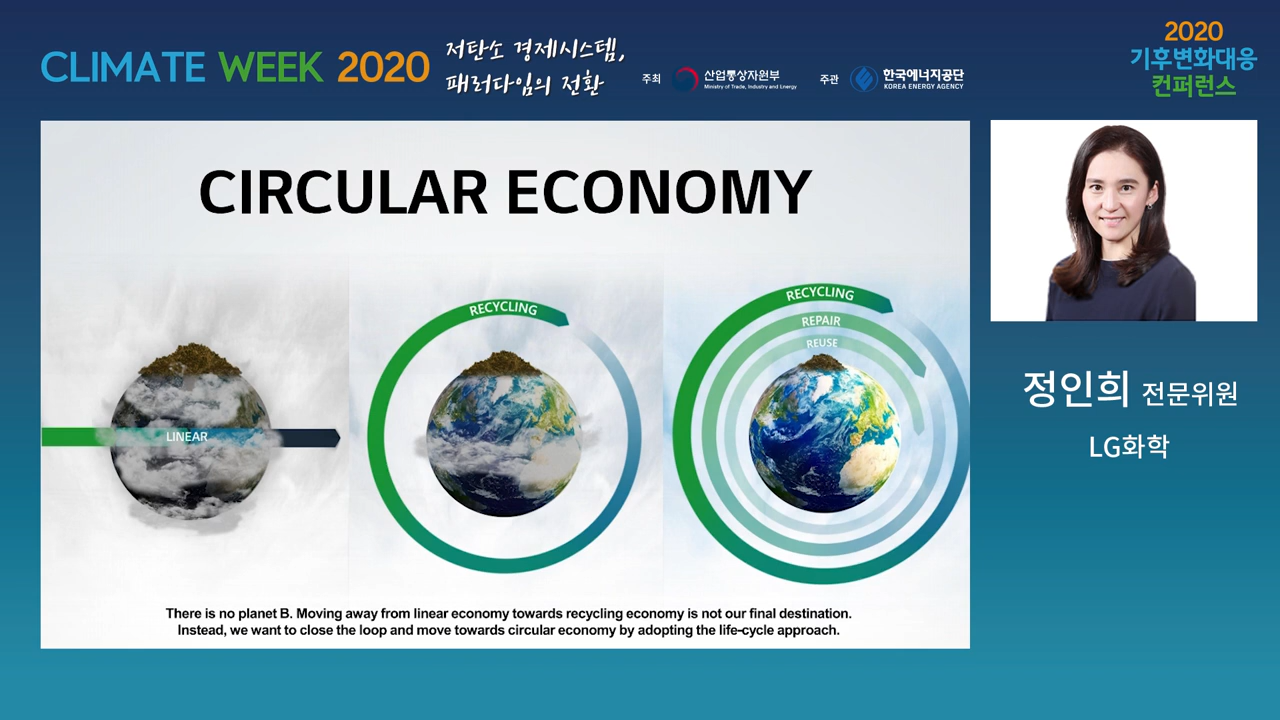 CLIMATE WEEK 2020
저탄소 경제시스템,
패러다임의 전환
주최
산업통상자원부
Ministry of Trade, Industry and Energy
주관
한국에너지공단
KOREA ENERGY AGENCY
2020
기후변화대응
컨퍼런스
CIRCULAR ECONOMY
LINEAR
RECYCLING
RECYCLING
REPAIR
REUSE
There is no planet B. Moving away from linear economy towards recycling economy is not our final destination.
Instead, we want to close the loop and move towards circular economy by adopting the life-cycle approach.
정인희 전문위원
LG화학